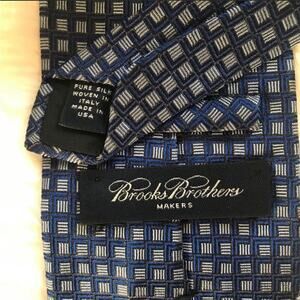 PURE SILK
WOVEN IN
ITALY
MADE IN
USA
Brooks Brothers
MAKERS